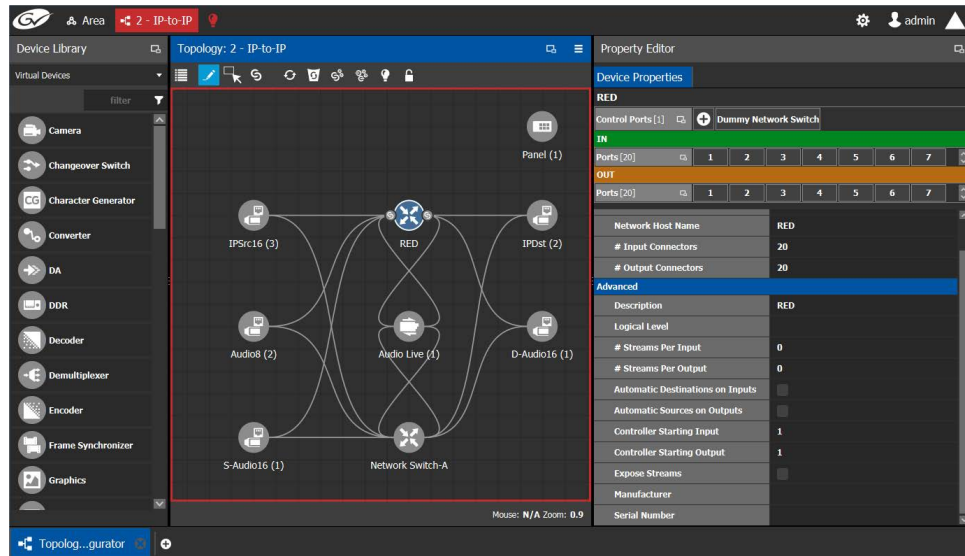 GV Area 2 - IP-to-IP admin
Device Library
Virtual Devices
filter
Camera
Changeover Switch
CG Character Generator
Converter
DA
DDR
Decoder
Demultiplexer
Encoder
Frame Synchronizer
Graphics
Topology: 2 - IP-to-IP
Panel (1)
IPSrc16 (3)
RED
IPDst (2)
Audio8 (2)
Audio Live (1)
D-Audio16 (1)
S-Audio16 (1)
Network Switch-A
Mouse: N/A Zoom: 0.9
Property Editor
Device Properties
RED
Control Ports [1] Dummy Network Switch
IN
Ports [20] 1 2 3 4 5 6 7
OUT
Ports [20] 1 2 3 4 5 6 7
Network Host Name RED
# Input Connectors 20
# Output Connectors 20
Advanced
Description RED
Logical Level
# Streams Per Input 0
# Streams Per Output 0
Automatic Destinations on Inputs
Automatic Sources on Outputs
Controller Starting Input 1
Controller Starting Output 1
Expose Streams
Manufacturer
Serial Number
Topolog...gurator